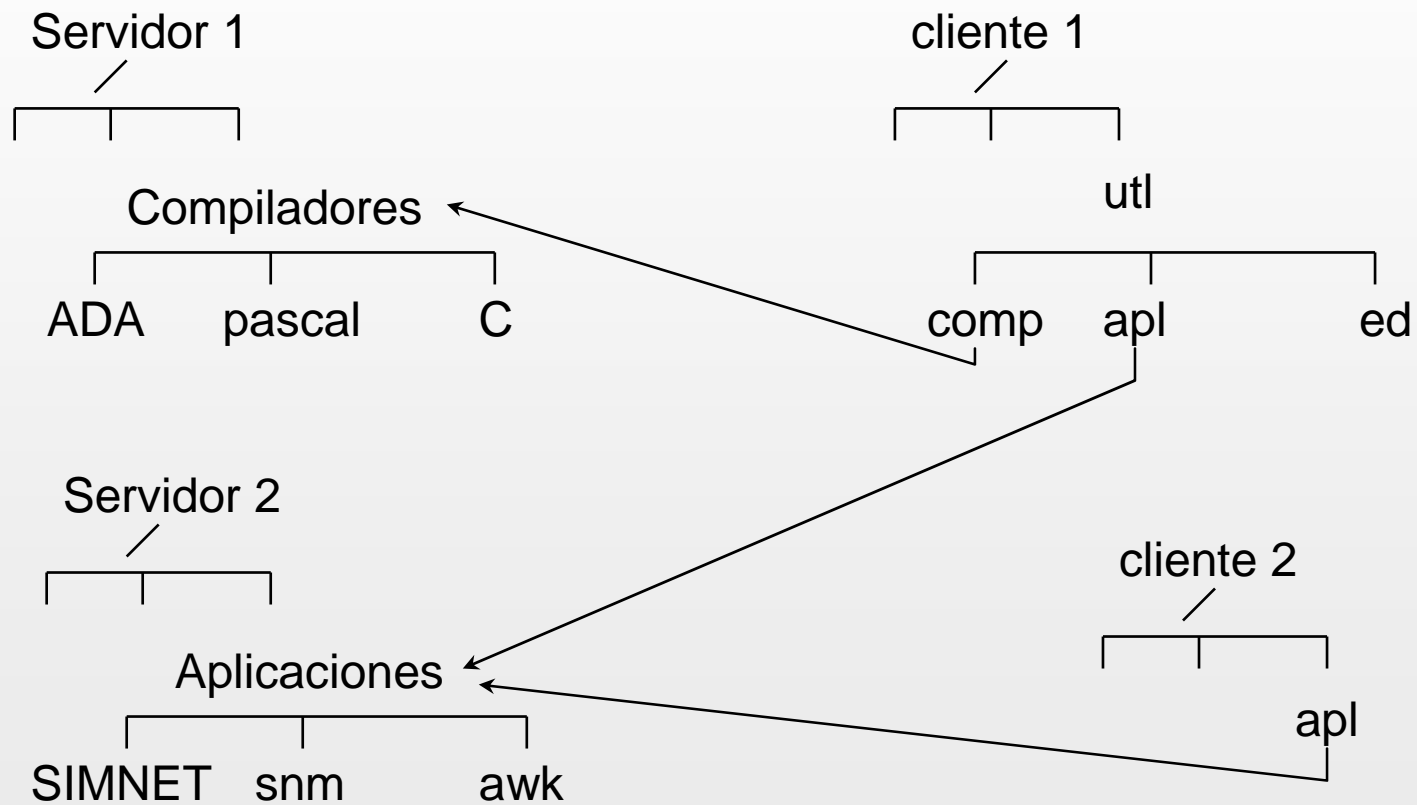 Servidor 1
cliente 1
utl
Compiladores
ADA pascal C
comp apl ed
Servidor 2
cliente 2
Aplicaciones
apl
SIMNET snm awk